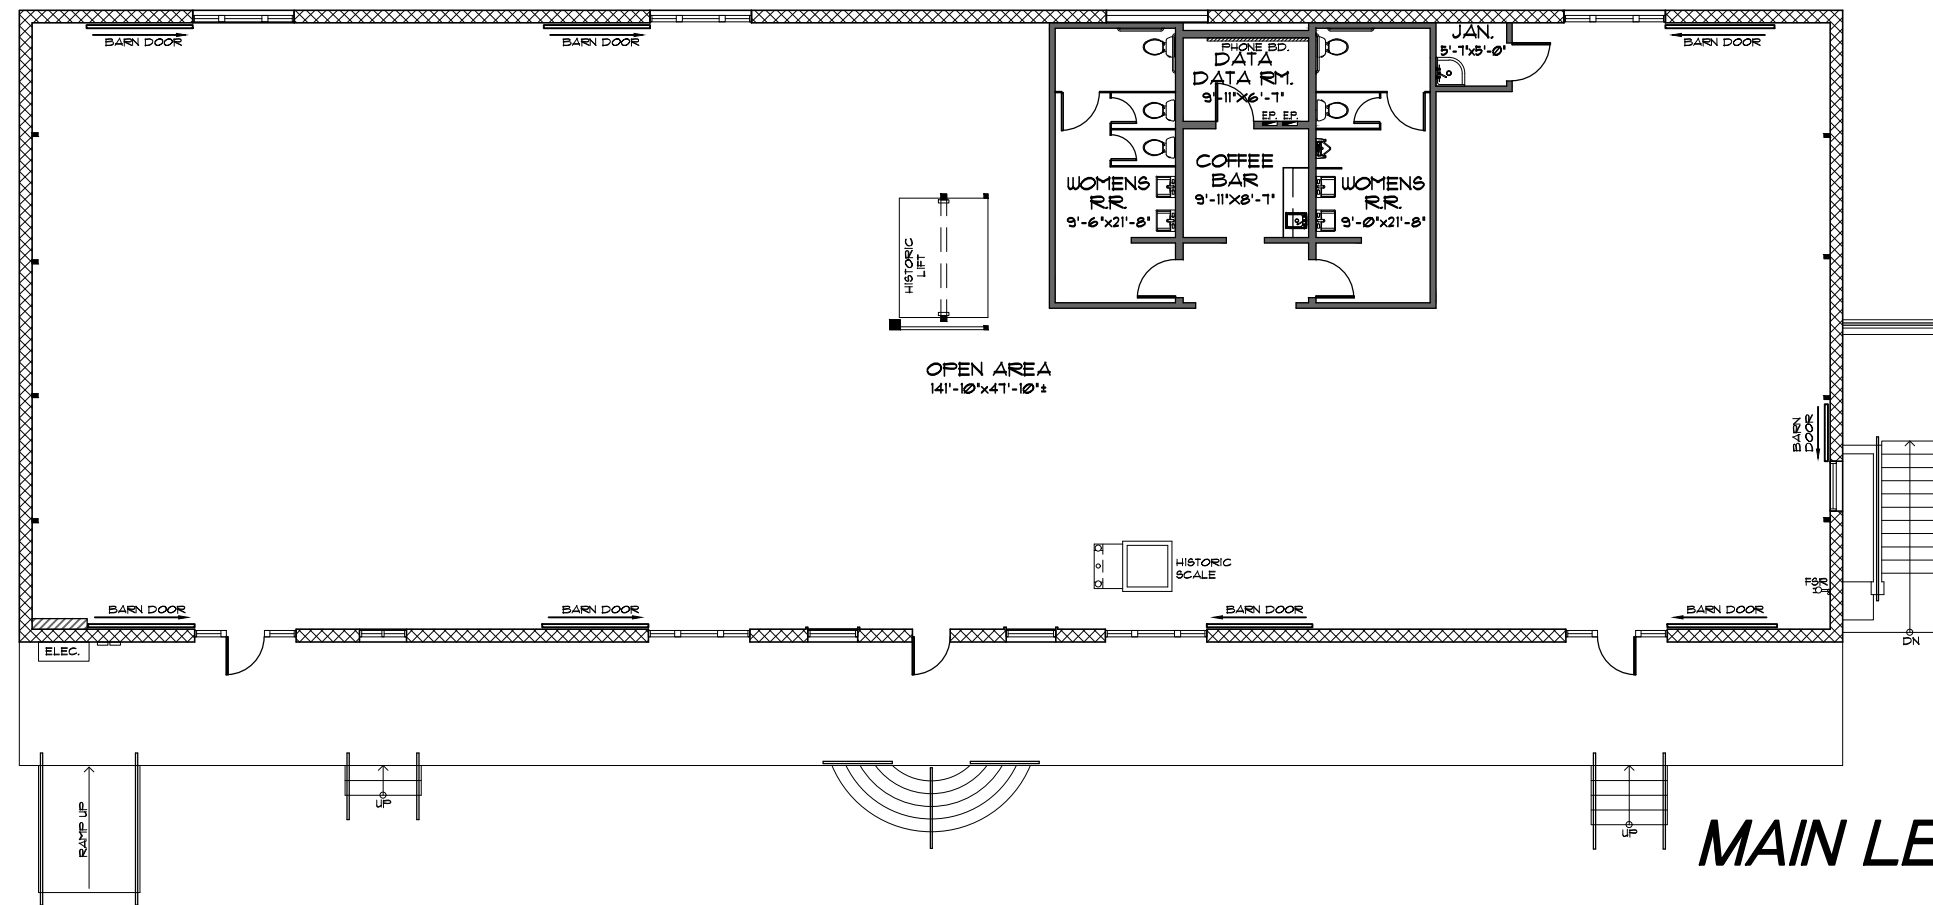 BARN DOOR
BARN DOOR
JAN.
5'-7"x5'-0"
BARN DOOR
PHONE BD.
DATA
DATA RM.
9'-11"X6'-7"
E.P. E.P.
COFFEE
BAR
9'-11"X8'-7"
WOMENS
R.R.
9'-6"x21'-8"
WOMENS
R.R.
9'-0"x21'-8"
HISTORIC
LIFT
OPEN AREA
141'-10"x47'-10"±
BARN
DOOR
HISTORIC
SCALE
FSR
BARN DOOR
BARN DOOR
BARN DOOR
BARN DOOR
ELEC.
DN
RAMP UP
UP
UP
MAIN LE